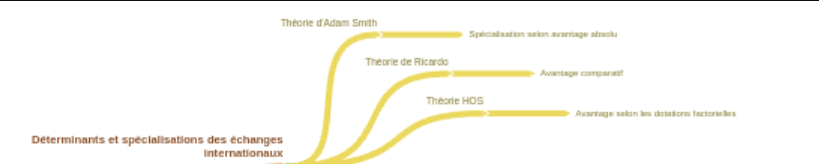 Théorie d'Adam Smith
Spécialisation selon avantage absolu
Théorie de Ricardo
Avantage comparatif
Théorie HOS
Avantage selon les dotations factorielles
Déterminants et spécialisations des échanges
internationaux